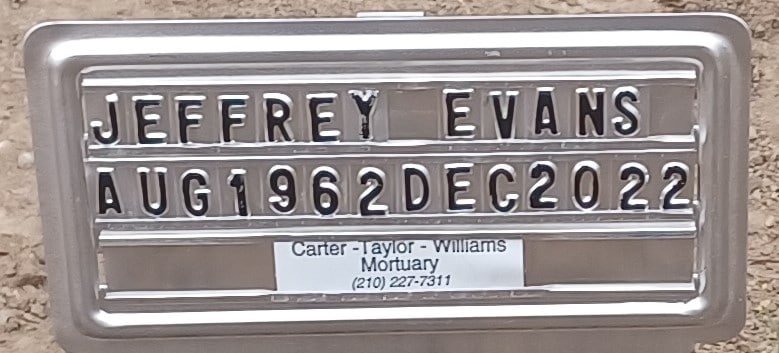 JEFFREY EVANS
AUG1962DEC2022
Carter -Taylor - Williams
Mortuary
(210) 227-7311